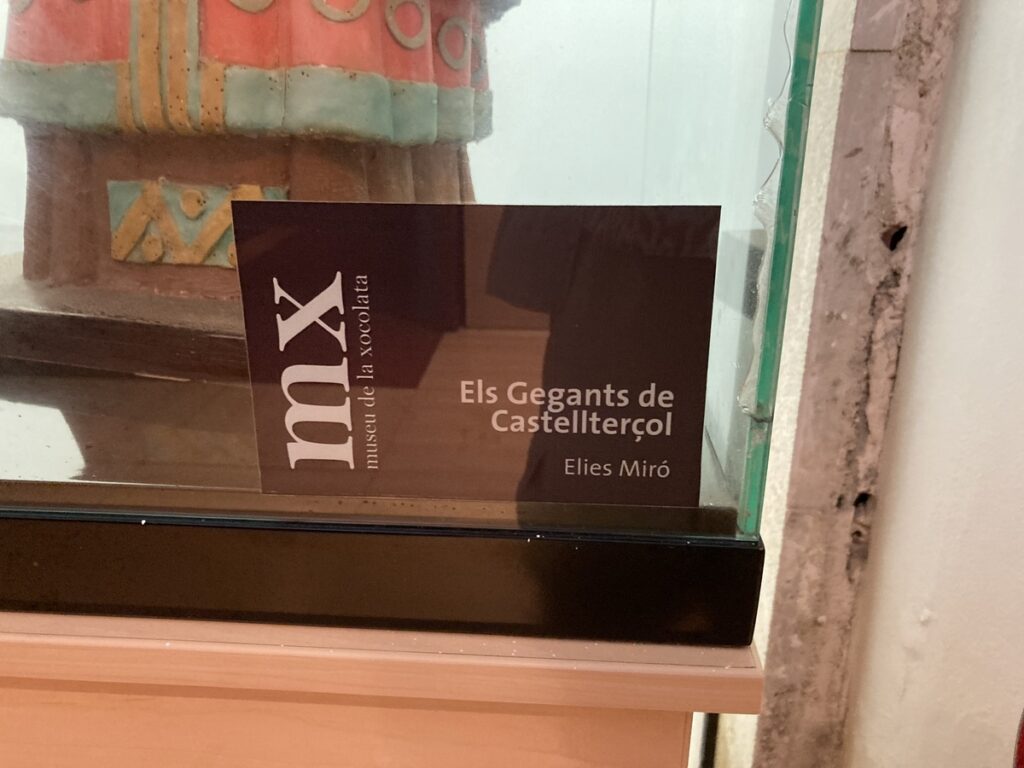 mx
museu de la xocolata
Els Gegants de
Castellterçol
Elies Miró